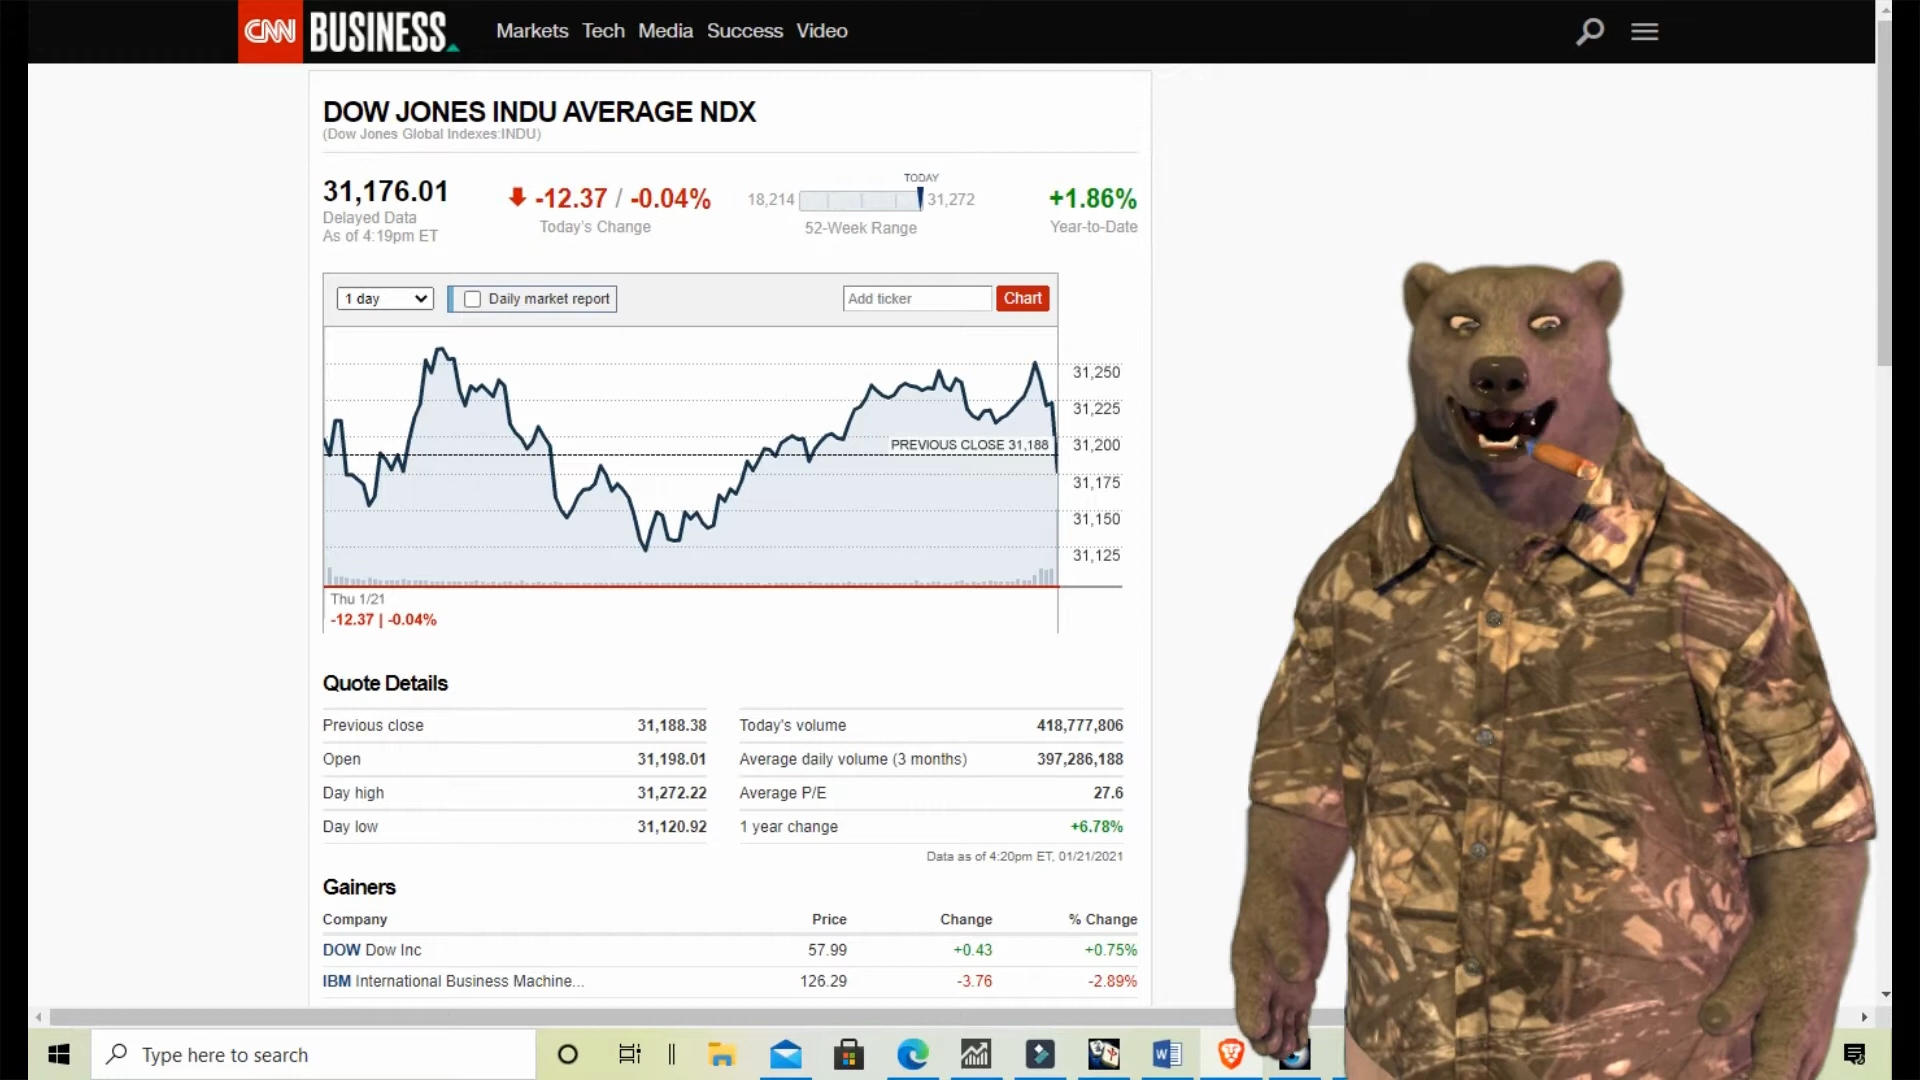 CNN BUSINESS Markets Tech Media Success Video
DOW JONES INDU AVERAGE NDX
(Dow Jones Global Indexes:INDU)
31,176.01
Delayed Data
As of 4:19pm ET
-12.37 / -0.04%
Today's Change
TODAY
18,214 31,272
52-Week Range
+1.86%
Year-to-Date
1 day Daily market report Add ticker Chart
31,250
31,225
PREVIOUS CLOSE 31,188 31,200
31,175
31,150
31,125
Thu 1/21
-12.37 | -0.04%
Quote Details
Previous close 31,188.38 Today's volume 418,777,806
Open 31,198.01 Average daily volume (3 months) 397,286,188
Day high 31,272.22 Average P/E 27.6
Day low 31,120.92 1 year change +6.78%
Data as of 4:20pm ET, 01/21/2021
Gainers
Company Price Change % Change
DOW Dow Inc 57.99 +0.43 +0.75%
IBM International Business Machine... 126.29 -3.76 -2.89%
Type here to search